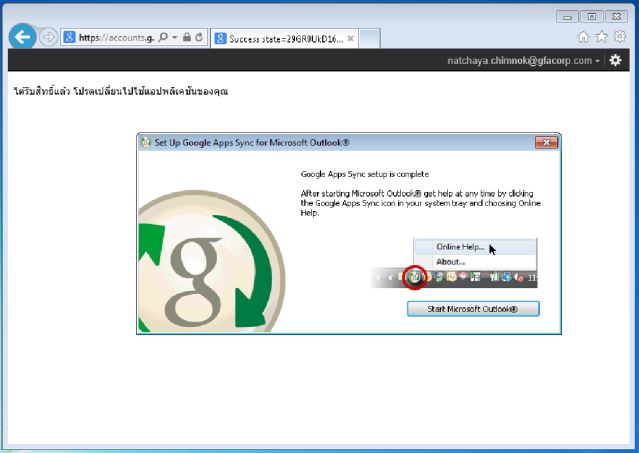 https://accounts.g.
Success state=29GR0UkD16...
natchaya.chimnok@gfacorp.com
ได้รับสิทธิ์แล้ว โปรดเปลี่ยนไปใช้แอปพลิเคชันของคุณ
Set Up Google Apps Sync for Microsoft Outlook®
Google Apps Sync setup is complete
After starting Microsoft Outlook® get help at any time by clicking
the Google Apps Sync icon in your system tray and choosing Online
Help.
g
Online Help...
About...
11:
Start Microsoft Outlook®